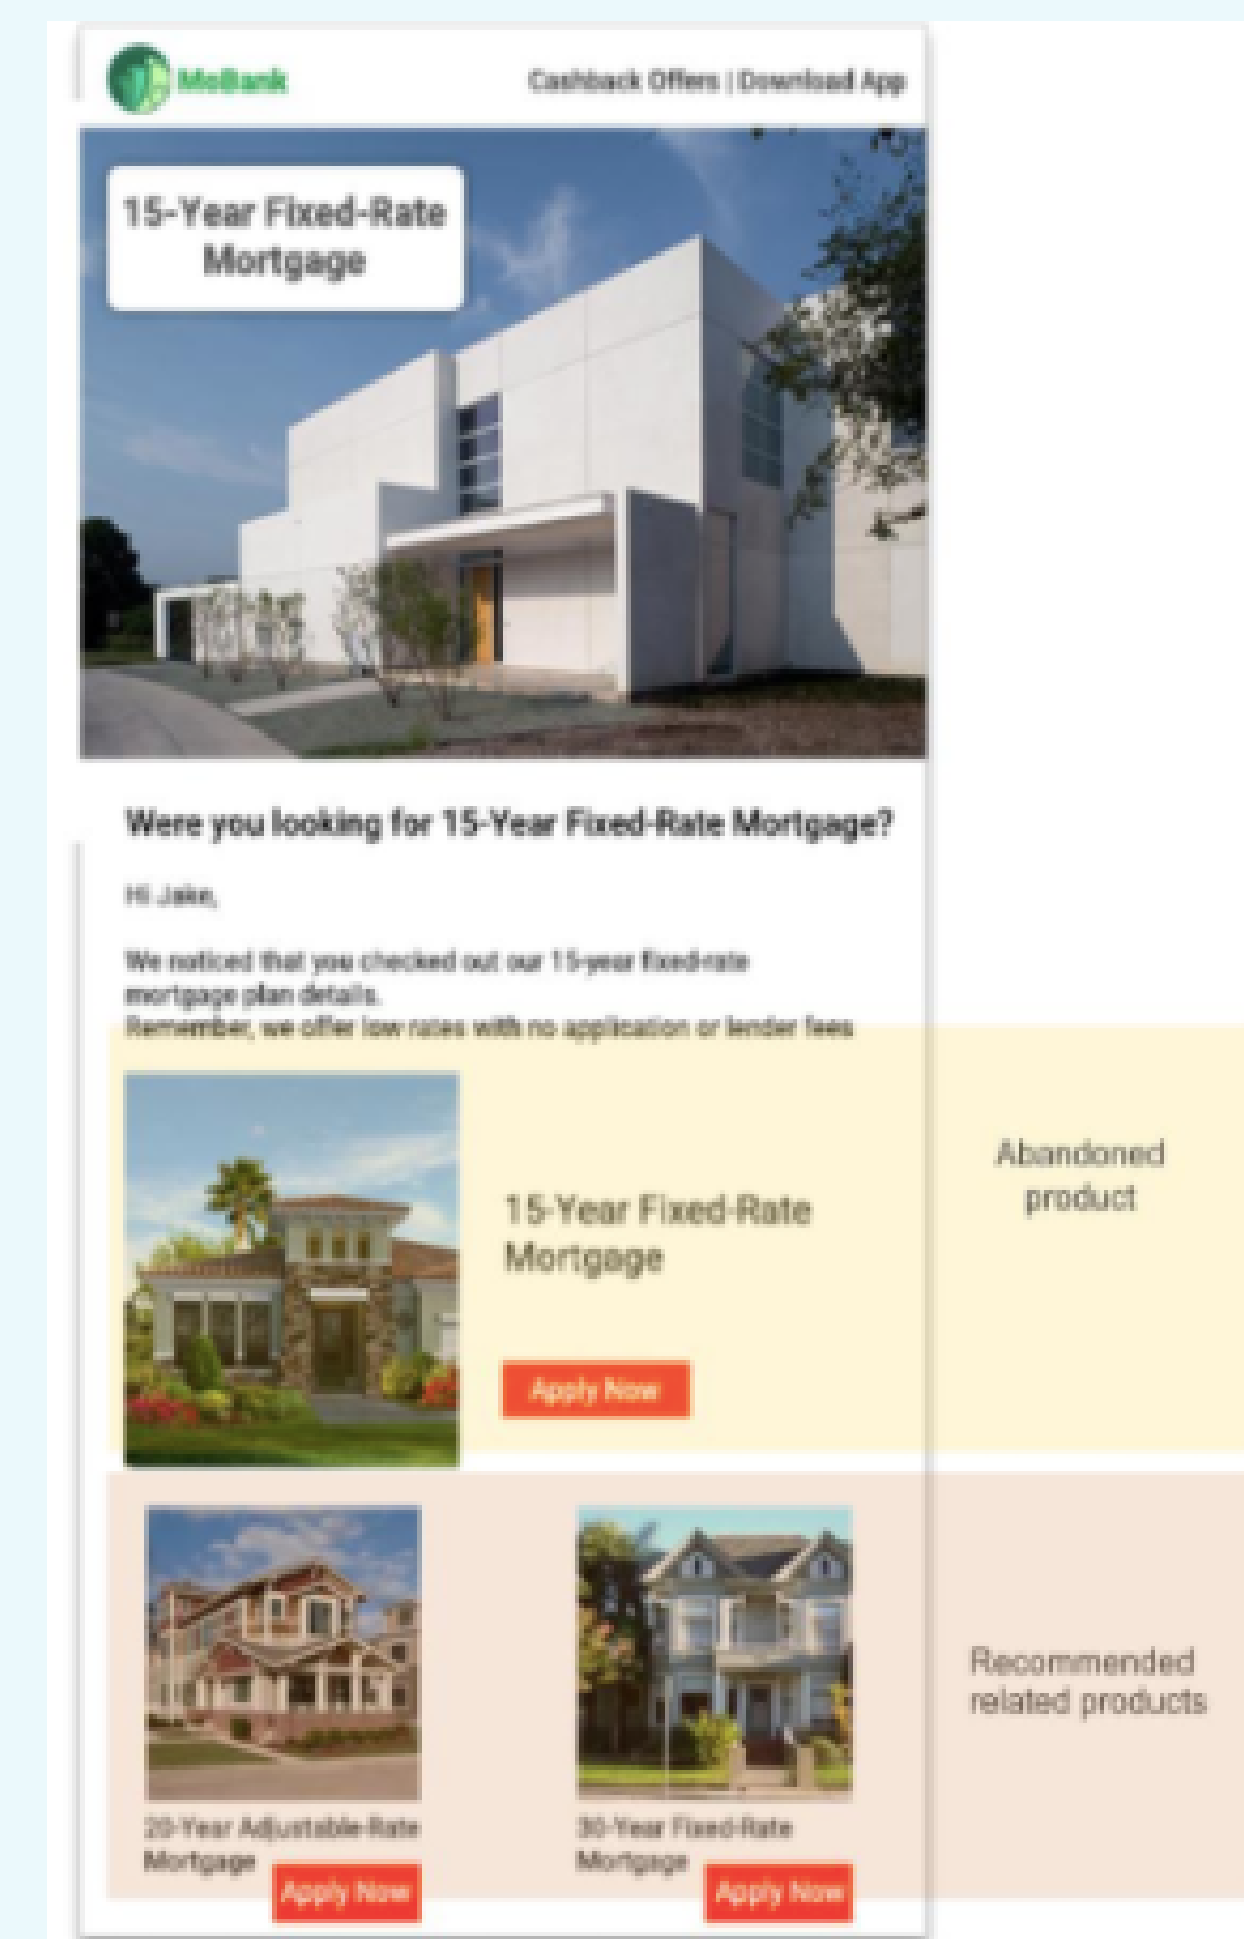 MoBank
Cashback Offers | Download App
15-Year Fixed-Rate
Mortgage
Were you looking for 15-Year Fixed-Rate Mortgage?
Hi Jake,
We noticed that you checked out our 15-year fixed-rate
mortgage plan details.
Remember, we offer low rates with no application or lender fees
15-Year Fixed-Rate
Mortgage
Abandoned
product
Apply Now
20-Year Adjustable-Rate
Mortgage
Apply Now
30-Year Fixed-Rate
Mortgage
Apply Now
Recommended
related products